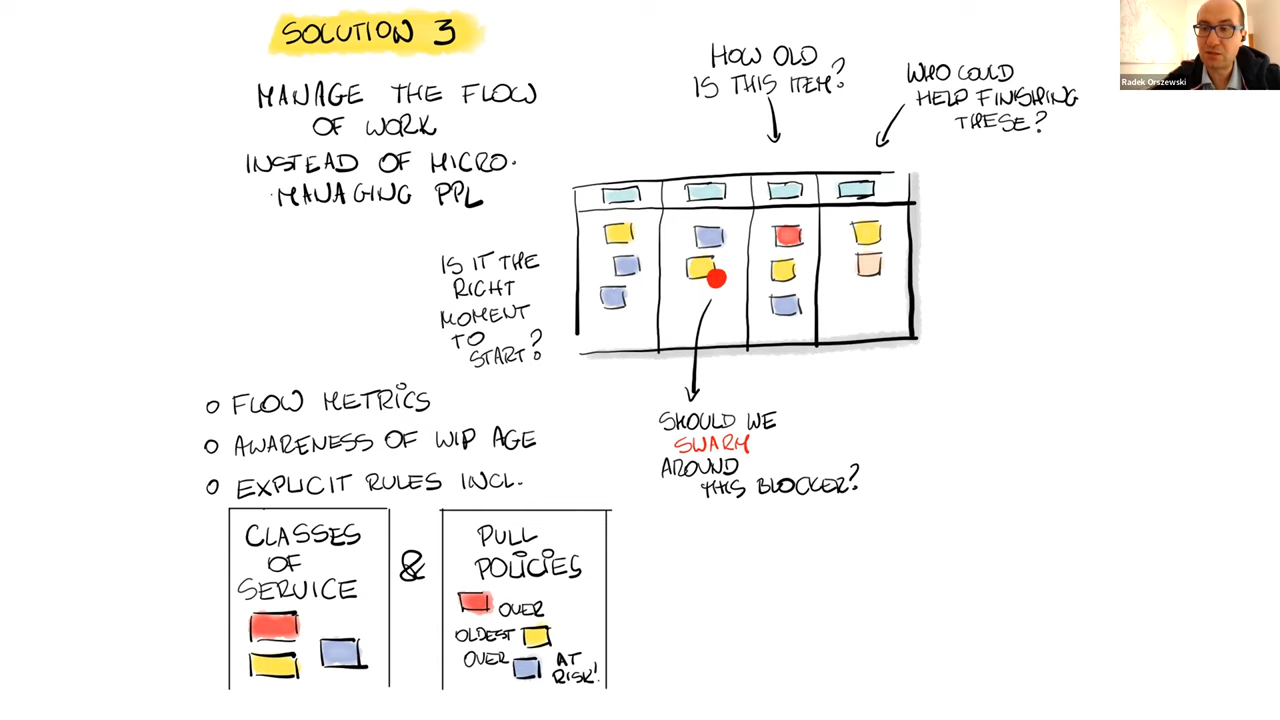 SOLUTION 3
MANAGE THE FLOW
OF WORK
INSTEAD OF MICRO-
MANAGING PPL
HOW OLD
IS THIS ITEM?
WHO COULD
HELP FINISHING
THESE?
Radek Orszewski
IS IT THE
RIGHT
MOMENT
TO
START?
SHOULD WE
SWARM
AROUND
THIS BLOCKER?
FLOW METRICS
AWARENESS OF WIP AGE
EXPLICIT RULES INCL.
CLASSES
OF
SERVICE
&
PULL
POLICIES
OVER
OLDEST
OVER
AT
RISK!